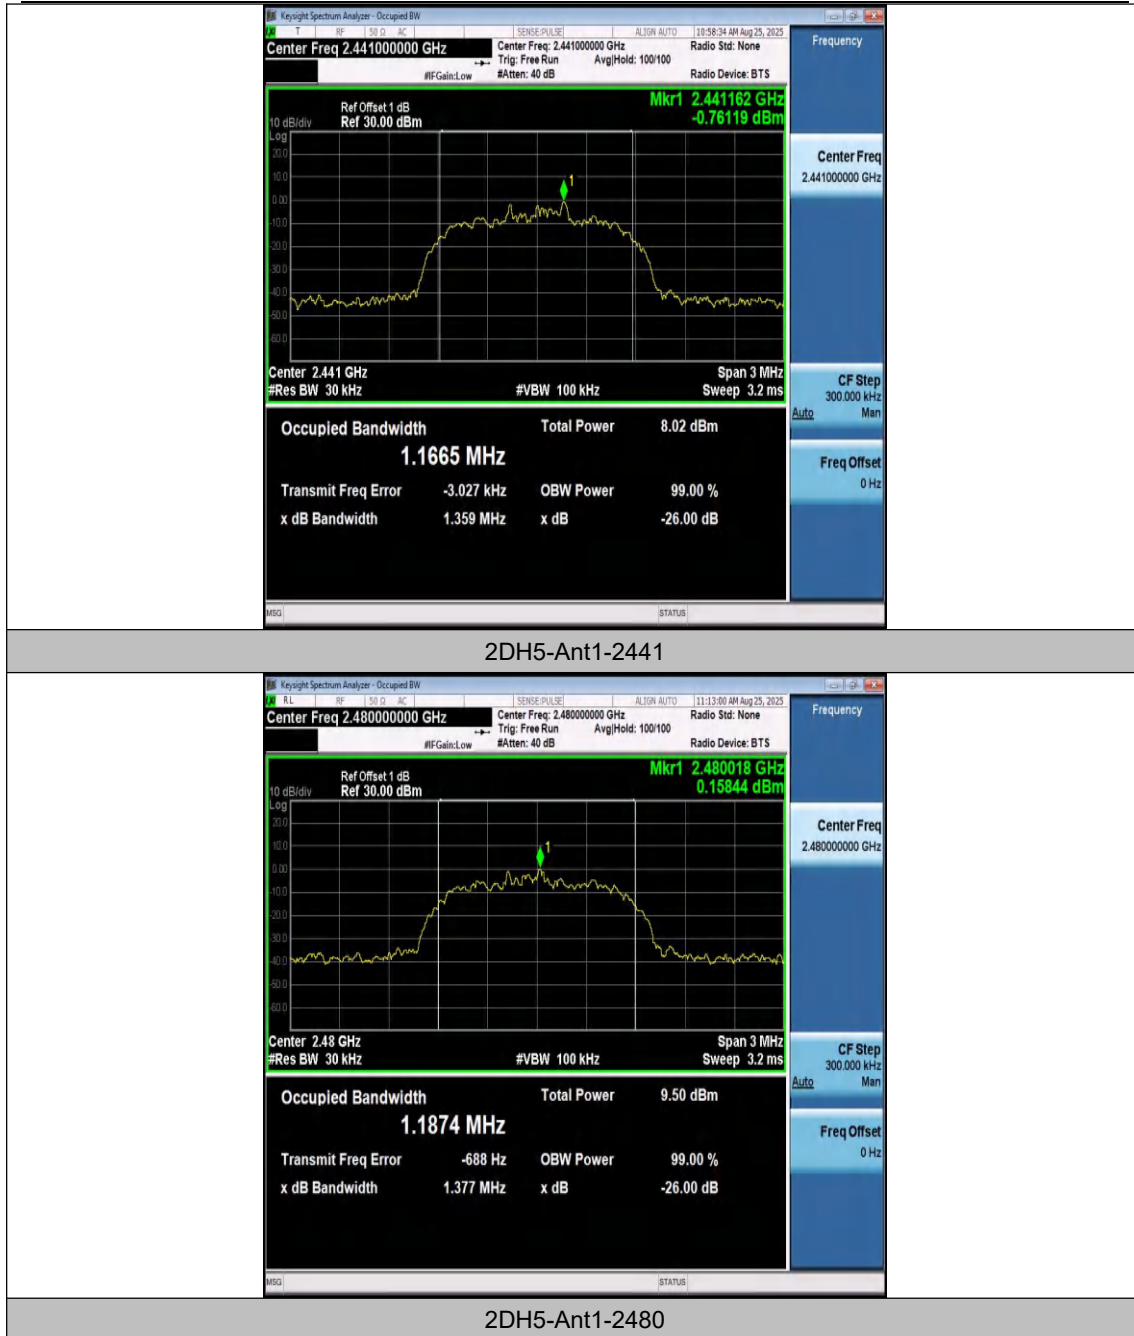 Keysight Spectrum Analyzer - Occupied BW
T RF 50 Ω AC SENSE:PULSE ALIGN AUTO 10:58:34 AM Aug 25, 2025
Center Freq 2.441000000 GHz Center Freq: 2.441000000 GHz Radio Std: None Frequency
Trig: Free Run Avg|Hold: 100/100
#IFGain:Low #Atten: 40 dB Radio Device: BTS
Mkr1 2.441162 GHz
Ref Offset 1 dB -0.76119 dBm
10 dB/div Ref 30.00 dBm
Log
20.0
10.0
0.00
-10.0
-20.0
-30.0
-40.0
-50.0
-60.0
1
Center Freq
2.441000000 GHz
Center 2.441 GHz Span 3 MHz
#Res BW 30 kHz #VBW 100 kHz Sweep 3.2 ms
CF Step
300.000 kHz
Auto Man
Occupied Bandwidth Total Power 8.02 dBm
1.1665 MHz
Freq Offset
0 Hz
Transmit Freq Error -3.027 kHz OBW Power 99.00 %
x dB Bandwidth 1.359 MHz x dB -26.00 dB
MSG STATUS
2DH5-Ant1-2441
Keysight Spectrum Analyzer - Occupied BW
RL RF 50 Ω AC SENSE:PULSE ALIGN AUTO 11:13:00 AM Aug 25, 2025
Center Freq 2.480000000 GHz Center Freq: 2.480000000 GHz Radio Std: None Frequency
Trig: Free Run Avg|Hold: 100/100
#IFGain:Low #Atten: 40 dB Radio Device: BTS
Mkr1 2.480018 GHz
Ref Offset 1 dB 0.15844 dBm
10 dB/div Ref 30.00 dBm
Log
20.0
10.0
0.00
-10.0
-20.0
-30.0
-40.0
-50.0
-60.0
1
Center Freq
2.480000000 GHz
Center 2.48 GHz Span 3 MHz
#Res BW 30 kHz #VBW 100 kHz Sweep 3.2 ms
CF Step
300.000 kHz
Auto Man
Occupied Bandwidth Total Power 9.50 dBm
1.1874 MHz
Freq Offset
0 Hz
Transmit Freq Error -688 Hz OBW Power 99.00 %
x dB Bandwidth 1.377 MHz x dB -26.00 dB
MSG STATUS
2DH5-Ant1-2480